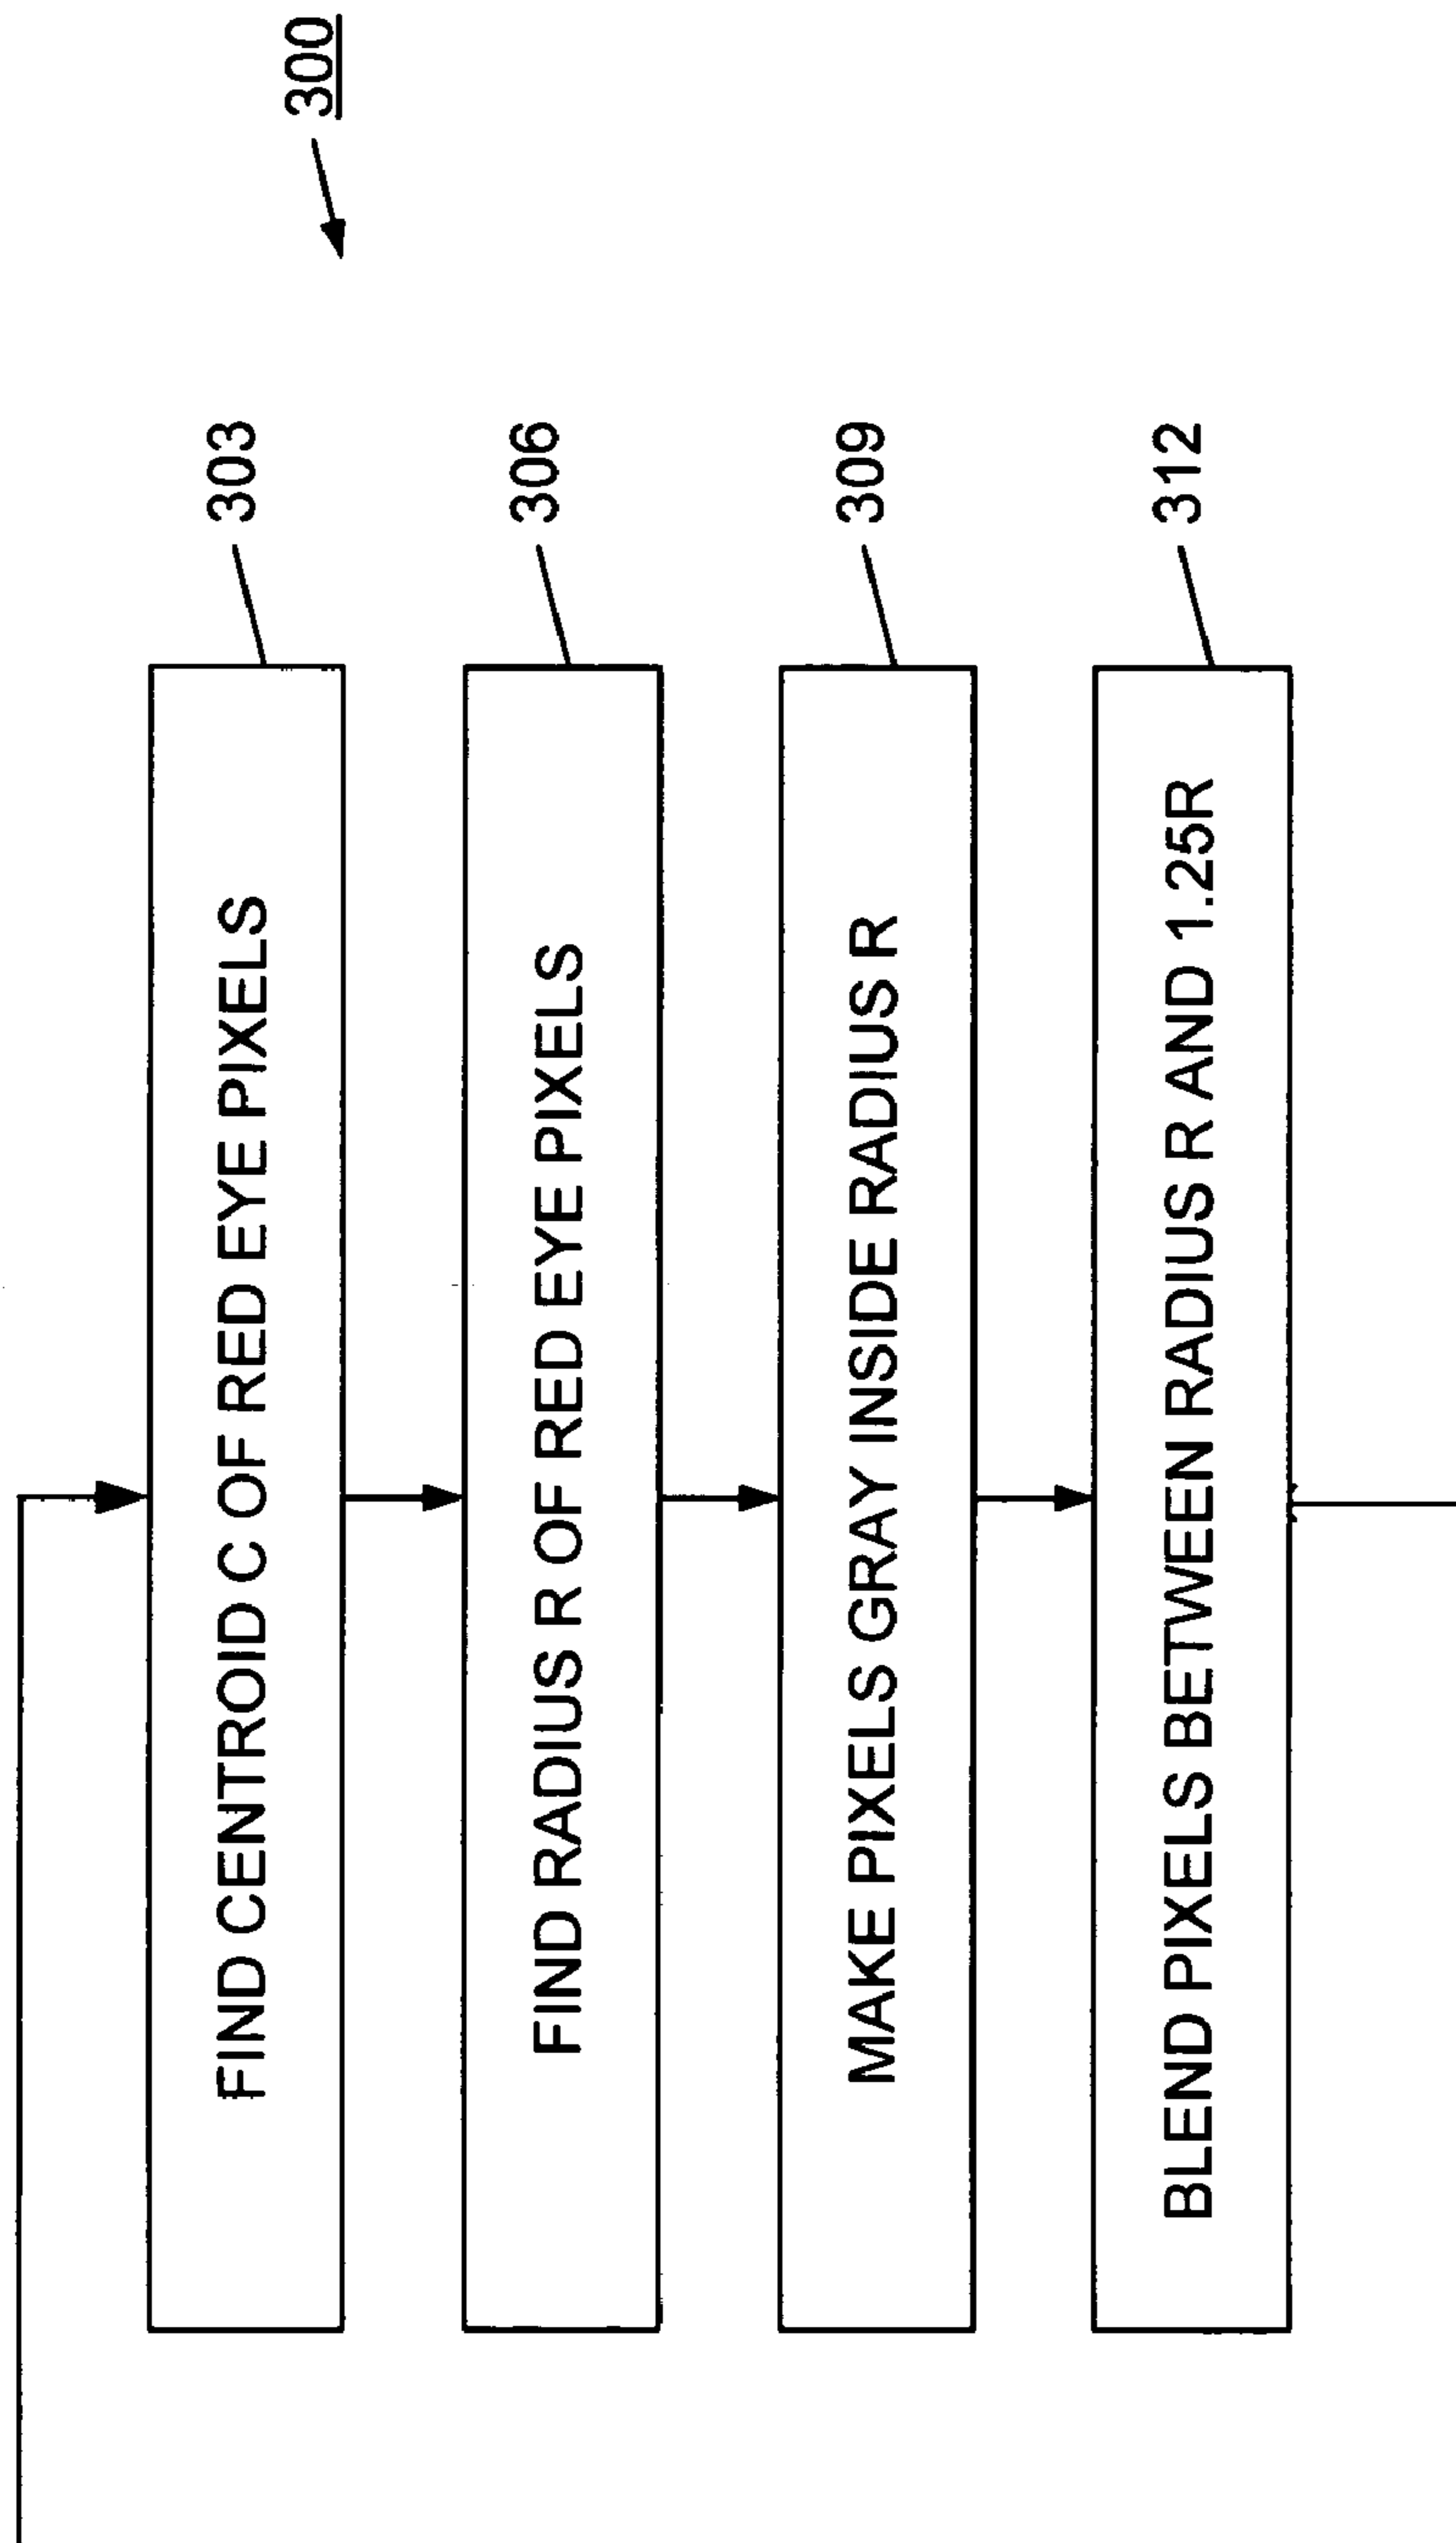 300
303
FIND CENTROID C OF RED EYE PIXELS
306
FIND RADIUS R OF RED EYE PIXELS
309
MAKE PIXELS GRAY INSIDE RADIUS R
312
BLEND PIXELS BETWEEN RADIUS R AND 1.25R